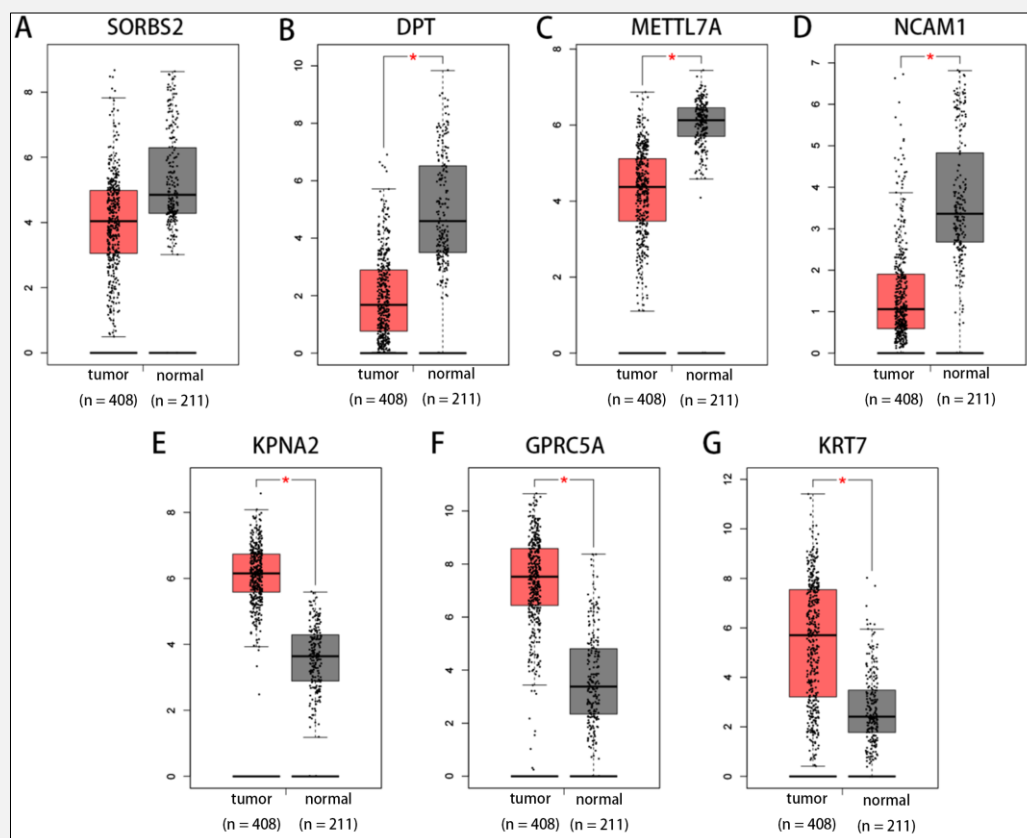 A SORBS2
8
6
4
2
0
tumor normal
(n = 408) (n = 211)
B DPT
*
10
8
6
4
2
0
tumor normal
(n = 408) (n = 211)
C METTL7A
*
8
6
4
2
0
tumor normal
(n = 408) (n = 211)
D NCAM1
*
7
6
5
4
3
2
1
0
tumor normal
(n = 408) (n = 211)
E KPNA2
*
8
6
4
2
0
tumor normal
(n = 408) (n = 211)
F GPRC5A
*
10
8
6
4
2
0
tumor normal
(n = 408) (n = 211)
G KRT7
*
12
10
8
6
4
2
0
tumor normal
(n = 408) (n = 211)